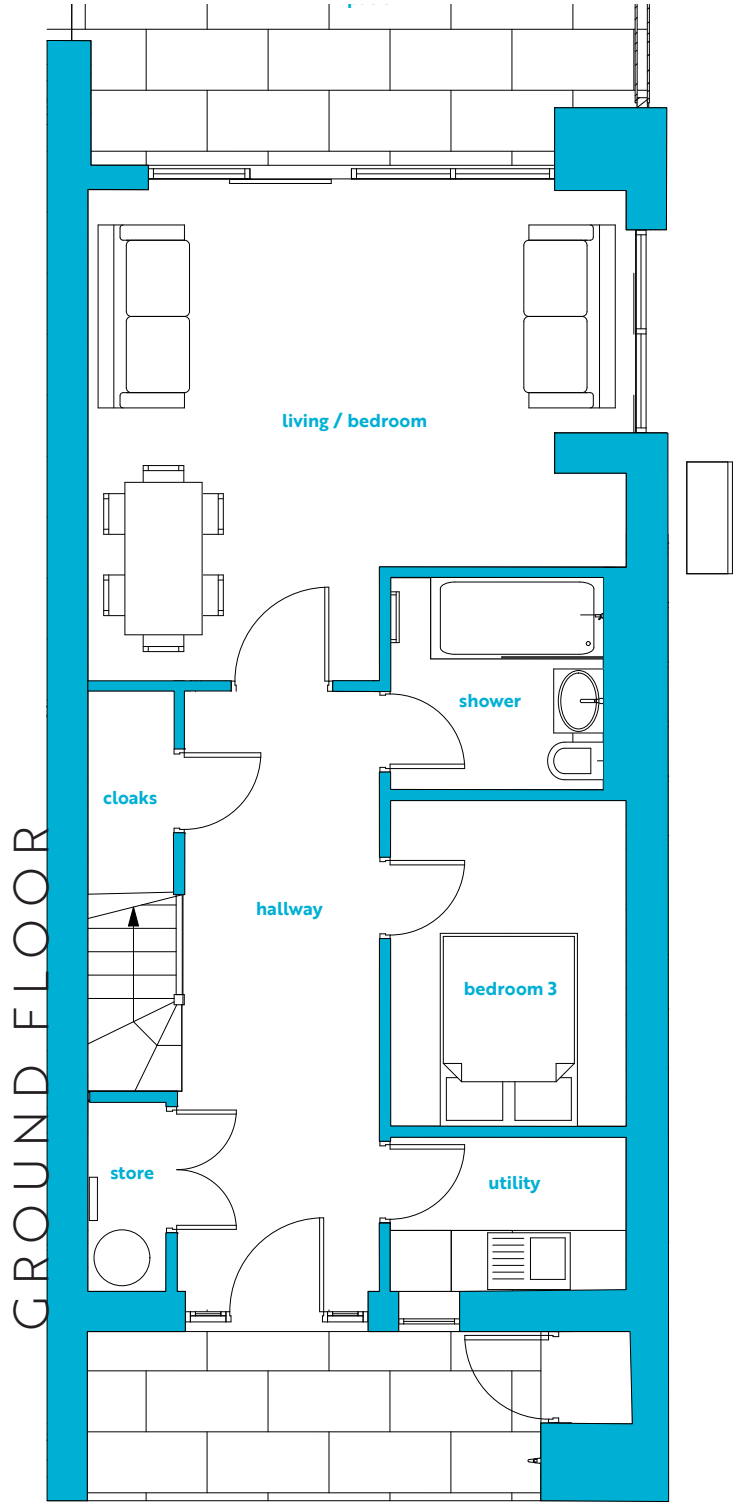 living / bedroom
shower
cloaks
hallway
bedroom 3
store
utility
GROUND FLOOR